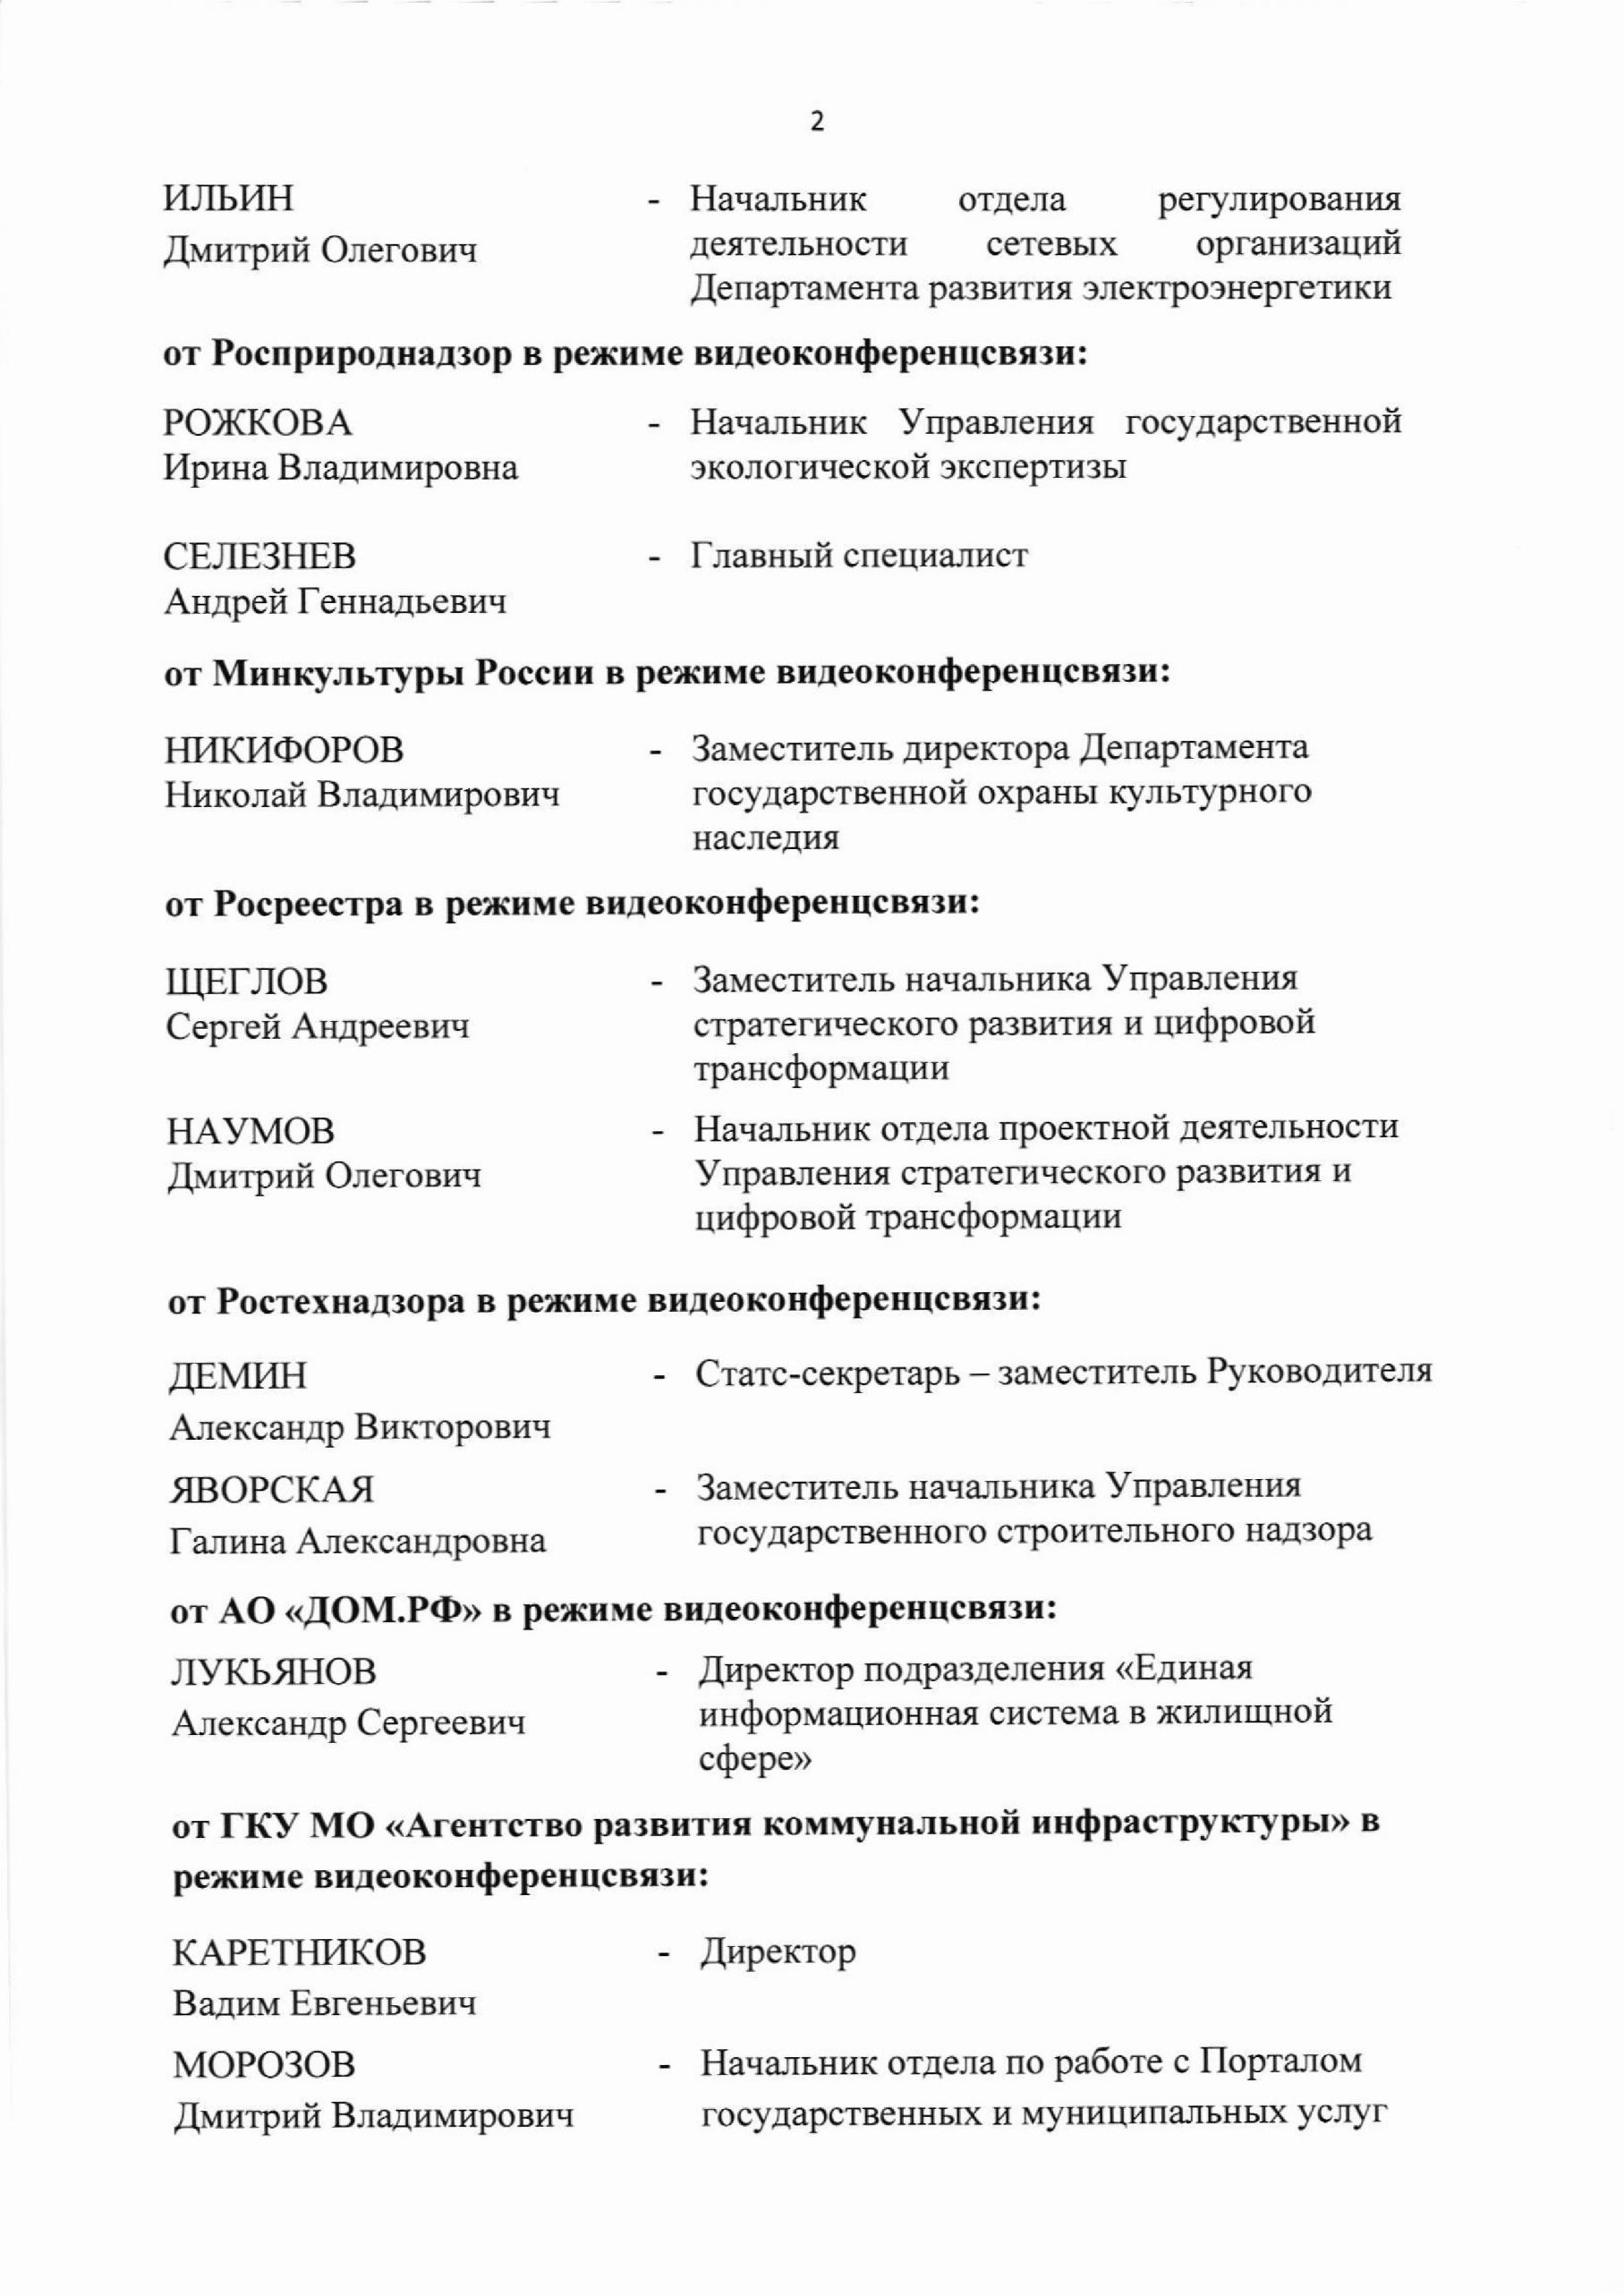 2
ИЛЬИН - Начальник отдела регулирования
Дмитрий Олегович деятельности сетевых организаций
Департамента развития электроэнергетики
от Росприроднадзор в режиме видеоконференцсвязи:
РОЖКОВА - Начальник Управления государственной
Ирина Владимировна экологической экспертизы
СЕЛЕЗНЕВ - Главный специалист
Андрей Геннадьевич
от Минкультуры России в режиме видеоконференцсвязи:
НИКИФОРОВ - Заместитель директора Департамента
Николай Владимирович государственной охраны культурного
наследия
от Росреестра в режиме видеоконференцсвязи:
ЩЕГЛОВ - Заместитель начальника Управления
Сергей Андреевич стратегического развития и цифровой
трансформации
НАУМОВ - Начальник отдела проектной деятельности
Дмитрий Олегович Управления стратегического развития и
цифровой трансформации
от Ростехнадзора в режиме видеоконференцсвязи:
ДЕМИН - Статс-секретарь – заместитель Руководителя
Александр Викторович
ЯВОРСКАЯ - Заместитель начальника Управления
Галина Александровна государственного строительного надзора
от АО «ДОМ.РФ» в режиме видеоконференцсвязи:
ЛУКЬЯНОВ - Директор подразделения «Единая
Александр Сергеевич информационная система в жилищной
сфере»
от ГКУ МО «Агентство развития коммунальной инфраструктуры» в
режиме видеоконференцсвязи:
КАРЕТНИКОВ - Директор
Вадим Евгеньевич
МОРОЗОВ - Начальник отдела по работе с Порталом
Дмитрий Владимирович государственных и муниципальных услуг